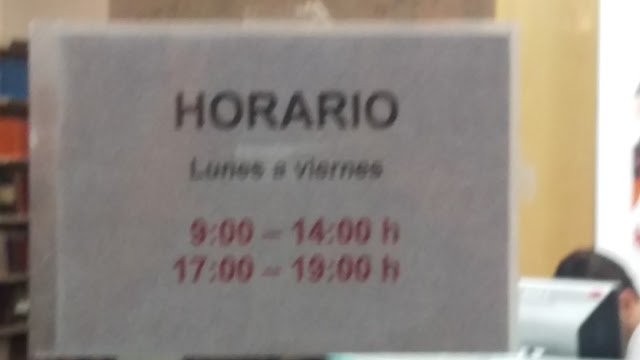 HORARIO
Lunes a viernes
9:00 – 14:00 h
17:00 – 19:00 h